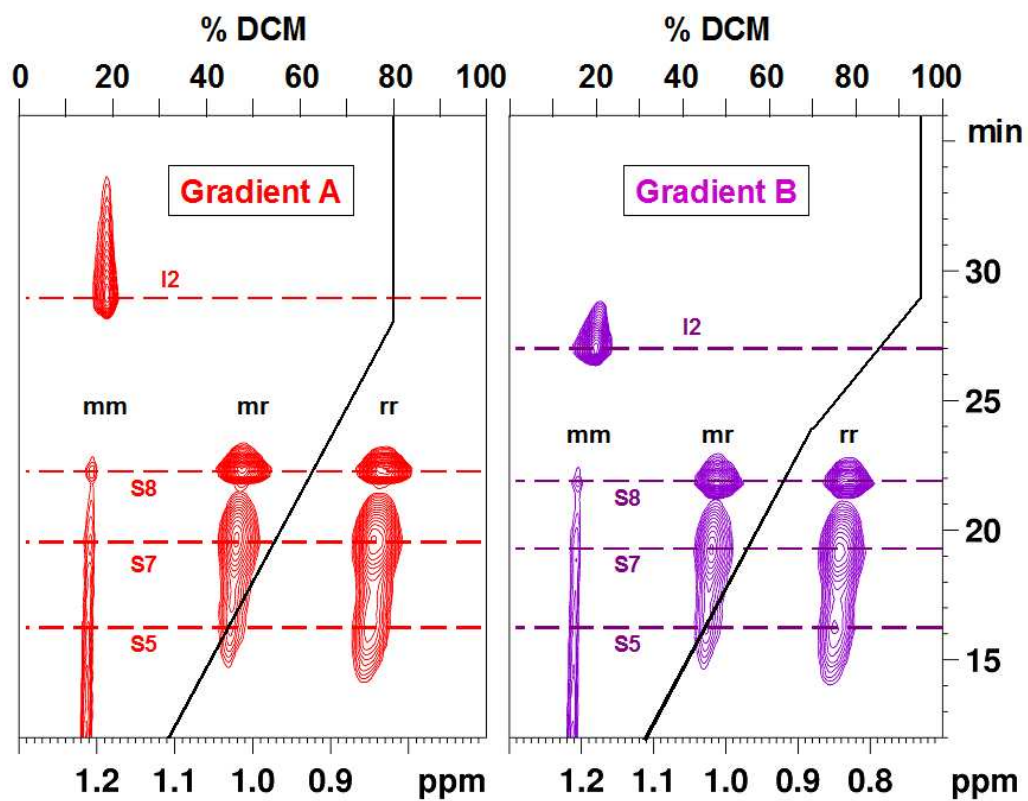 % DCM % DCM
0 20 40 60 80 100 20 40 60 80 100
min
Gradient A Gradient B
I2 30
I2
25
mm mr rr mm mr rr
S8 S8
20
S7 S7
S5 S5
15
1.2 1.1 1.0 0.9 ppm 1.2 1.1 1.0 0.9 0.8 ppm